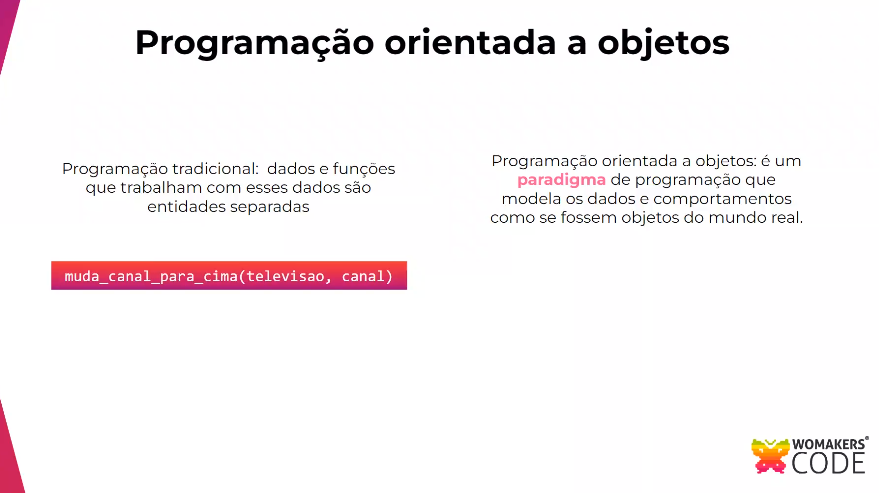 Programação orientada a objetos
Programação tradicional: dados e funções
que trabalham com esses dados são
entidades separadas
muda_canal_para_cima(televisao, canal)
Programação orientada a objetos: é um
paradigma de programação que
modela os dados e comportamentos
como se fossem objetos do mundo real.
WOMAKERS®
CODE